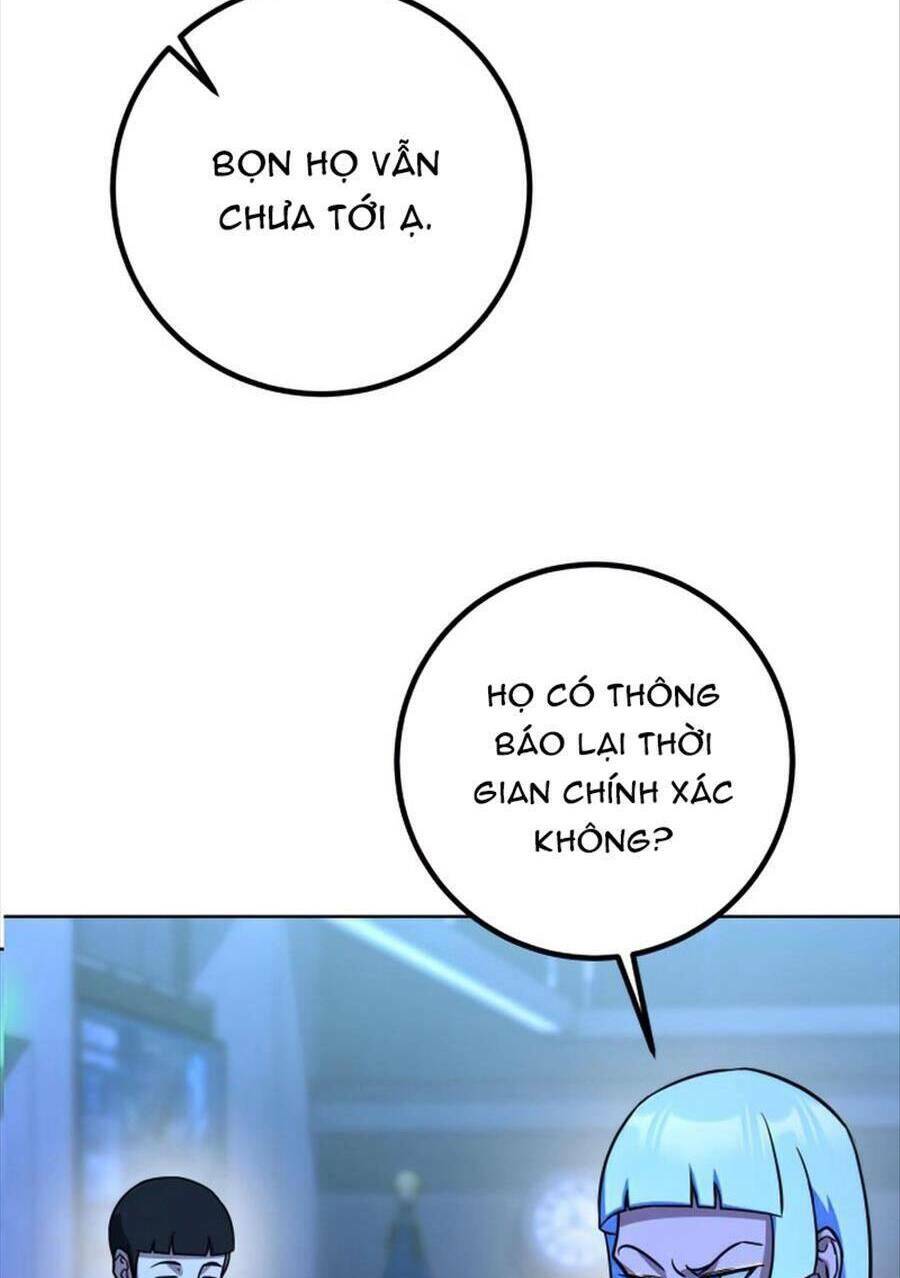 BỌN HỌ VẪN
CHƯA TỚI Ạ.
HỌ CÓ THÔNG
BÁO LẠI THỜI
GIAN CHÍNH XÁC
KHÔNG?